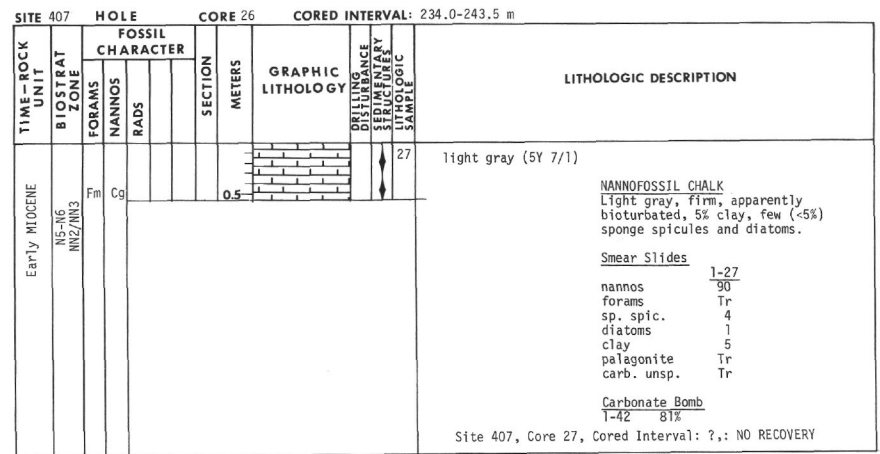 SITE 407 HOLE CORE 26 CORED INTERVAL: 234.0-243.5 m
TIME–ROCK UNIT
BIOSTRAT ZONE
FOSSIL CHARACTER
FORAMS
NANNOS
RADS
SECTION
METERS
GRAPHIC LITHOLOGY
DRILLING DISTURBANCE
SEDIMENTARY STRUCTURES
LITHOLOGIC SAMPLE
LITHOLOGIC DESCRIPTION
Early MIOCENE
N5-N6
NN2/NN3
Fm
Cg
0.5
27
light gray (5Y 7/1)
NANNOFOSSIL CHALK
Light gray, firm, apparently
bioturbated, 5% clay, few (<5%)
sponge spicules and diatoms.
Smear Slides
1-27
nannos 90
forams Tr
sp. spic. 4
diatoms 1
clay 5
palagonite Tr
carb. unsp. Tr
Carbonate Bomb
1-42 81%
Site 407, Core 27, Cored Interval: ?,: NO RECOVERY